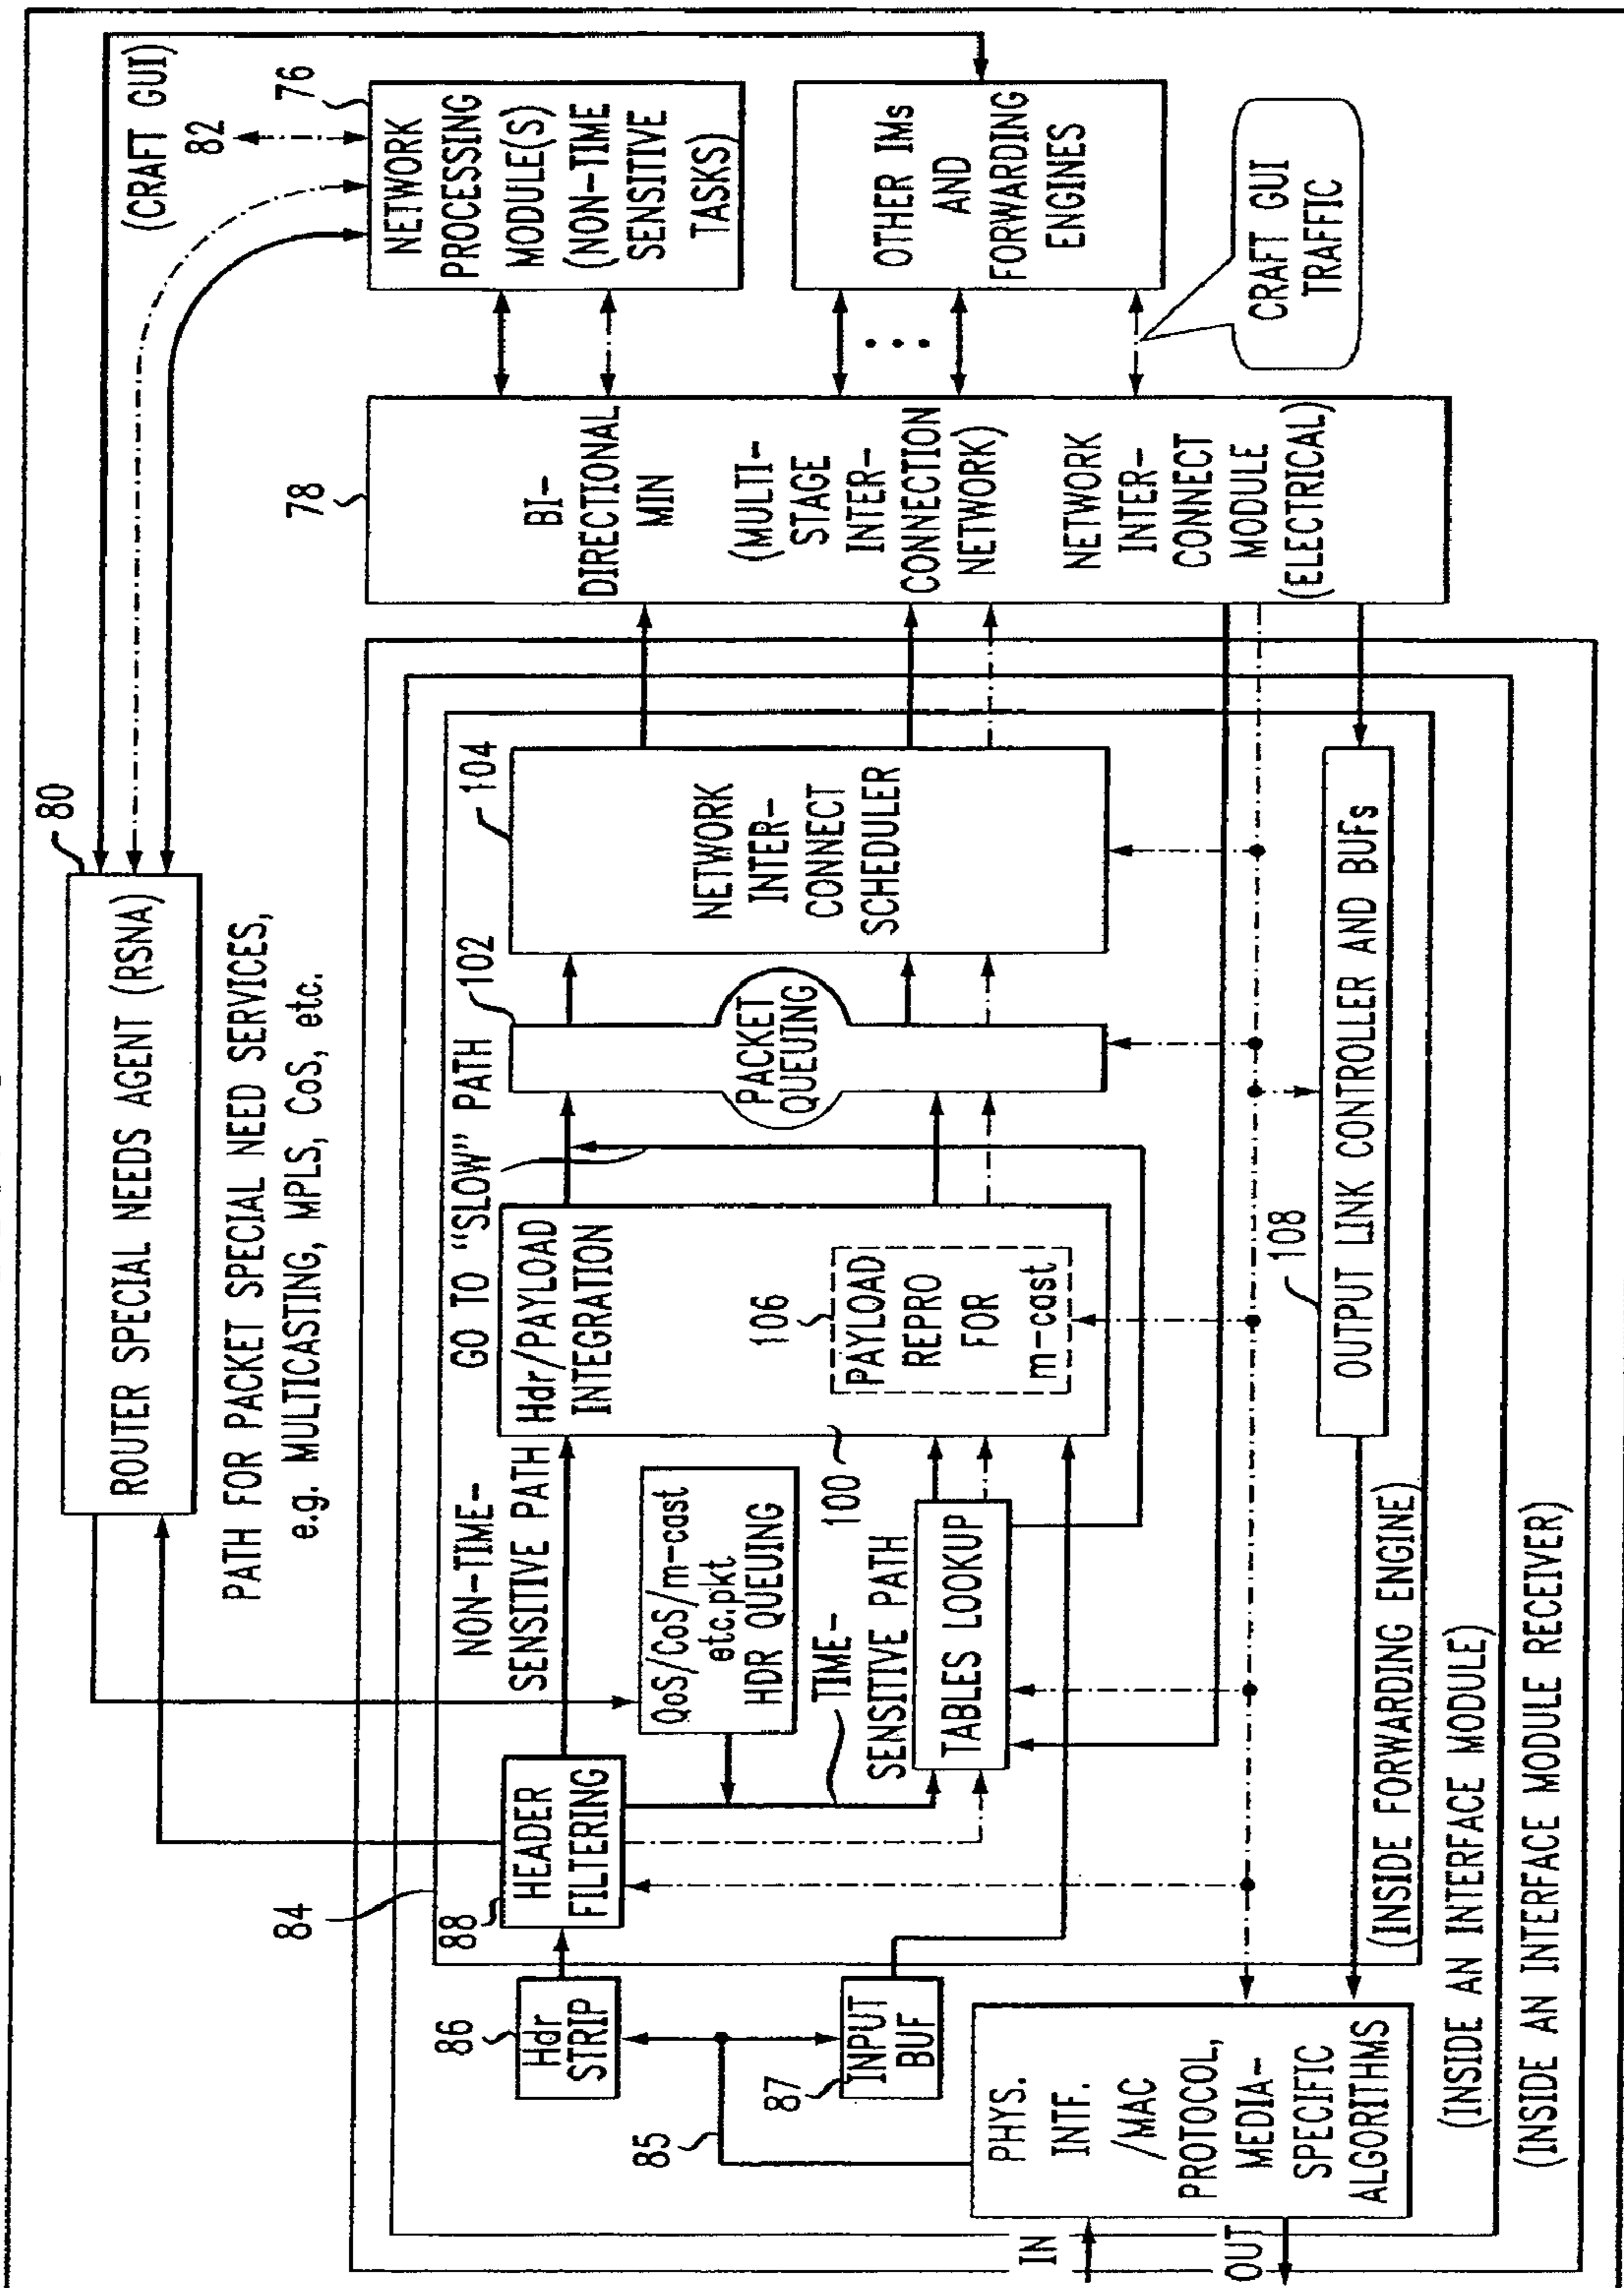 80
ROUTER SPECIAL NEEDS AGENT (RSNA)
(CRAFT GUI)
82
76
PATH FOR PACKET SPECIAL NEED SERVICES,
e.g. MULTICASTING, MPLS, CoS, etc.
NETWORK
PROCESSING
MODULE(S)
(NON-TIME
SENSITIVE
TASKS)
78
BI-
DIRECTIONAL
MIN
(MULTI-
STAGE
INTER-
CONNECTION
NETWORK)
NETWORK
INTER-
CONNECT
MODULE
(ELECTRICAL)
OTHER IMs
AND
FORWARDING
ENGINES
CRAFT GUI
TRAFFIC
84
88
HEADER
FILTERING
NON-TIME-
SENSITIVE PATH
GO TO "SLOW" PATH
102
104
Hdr/PAYLOAD
INTEGRATION
PACKET
QUEUING
NETWORK
INTER-
CONNECT
SCHEDULER
86
Hdr
STRIP
QoS/CoS/m-cast
etc.pkt
HDR QUEUING
106
PAYLOAD
REPRO
FOR
m-cast
100
TIME-
SENSITIVE PATH
TABLES LOOKUP
85
87
INPUT
BUF
PHYS.
INTF.
/MAC
PROTOCOL,
MEDIA-
SPECIFIC
ALGORITHMS
IN
OUT
108
OUTPUT LINK CONTROLLER AND BUFs
(INSIDE FORWARDING ENGINE)
(INSIDE AN INTERFACE MODULE)
(INSIDE AN INTERFACE MODULE RECEIVER)